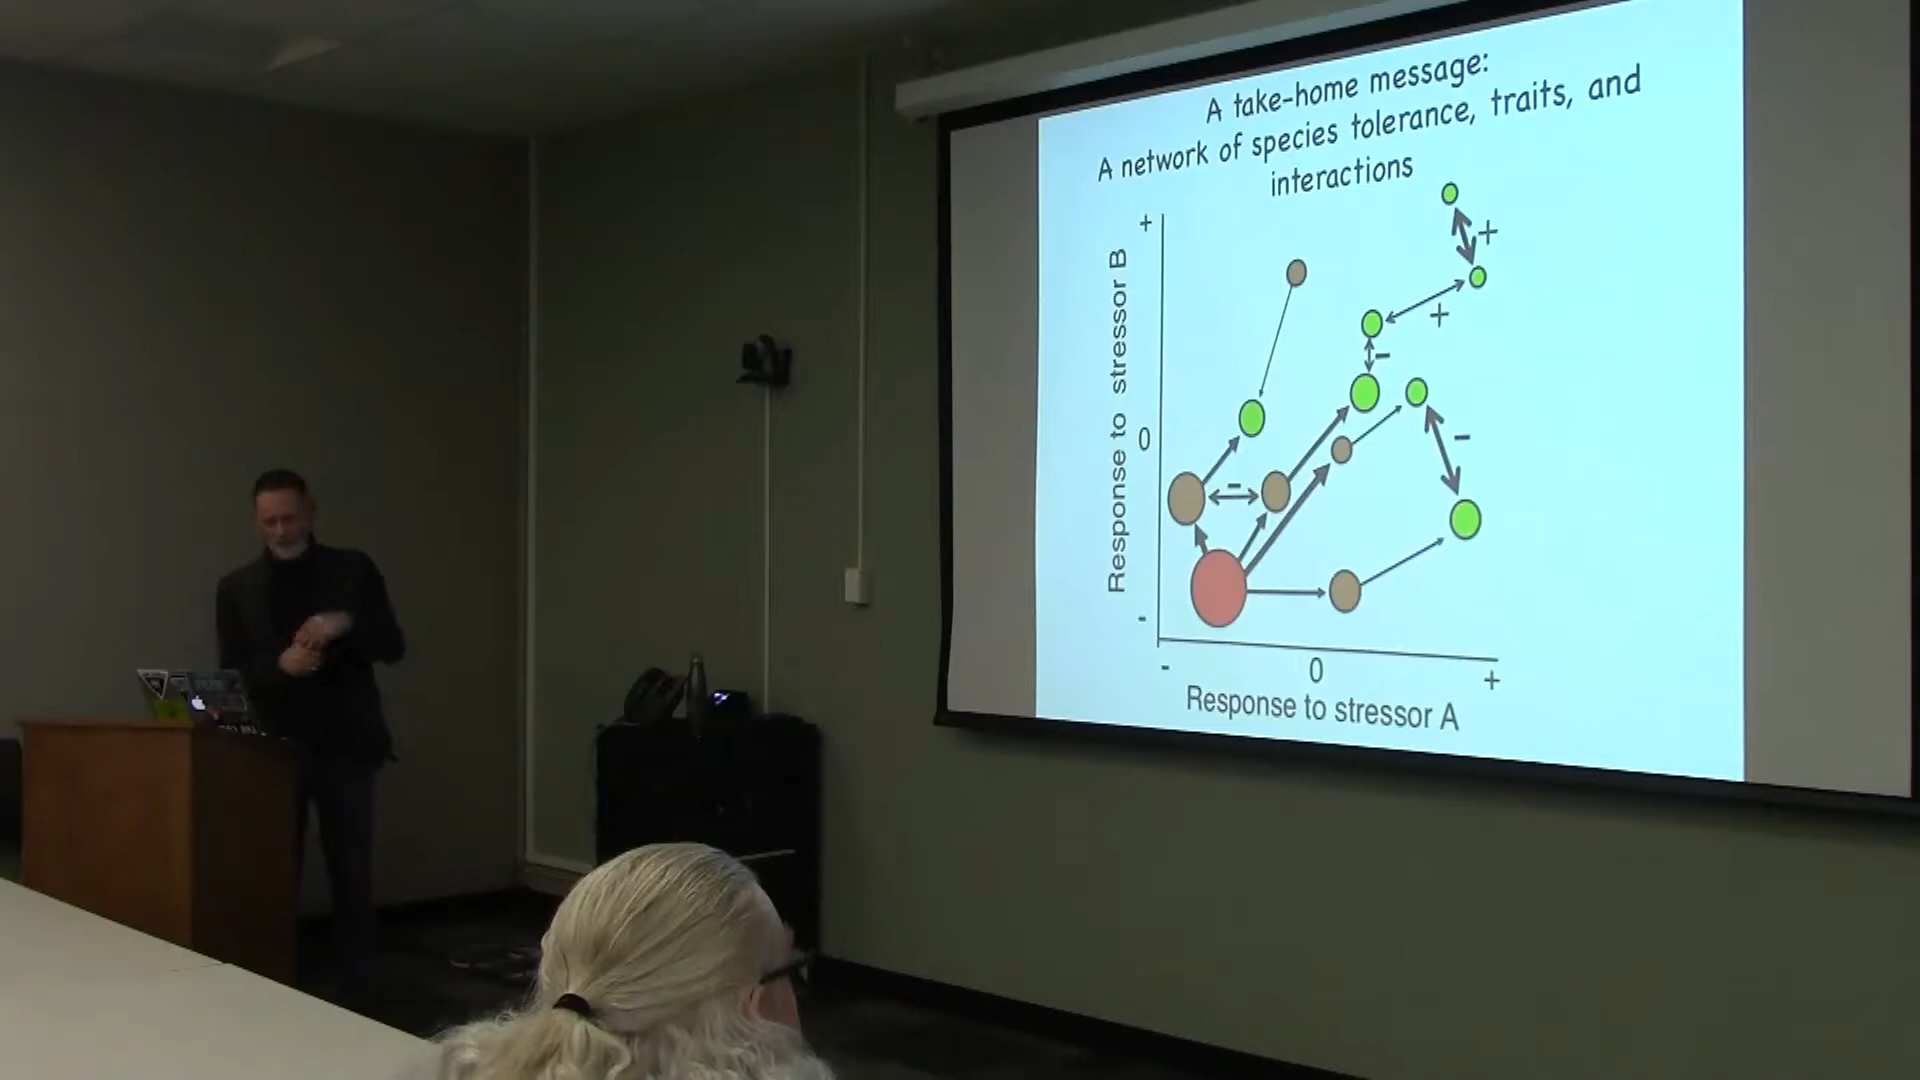 A take-home message:
A network of species tolerance, traits, and
interactions
+
Response to stressor B
0
-
+
+
-
-
-
-
0
+
Response to stressor A